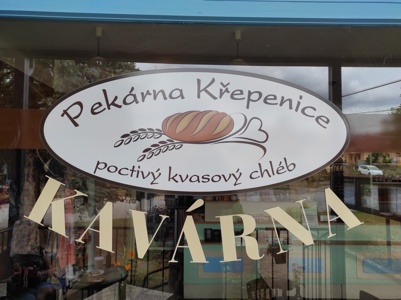 Pekárna Křepenice
poctivý kvasový chléb
KAVÁRNA